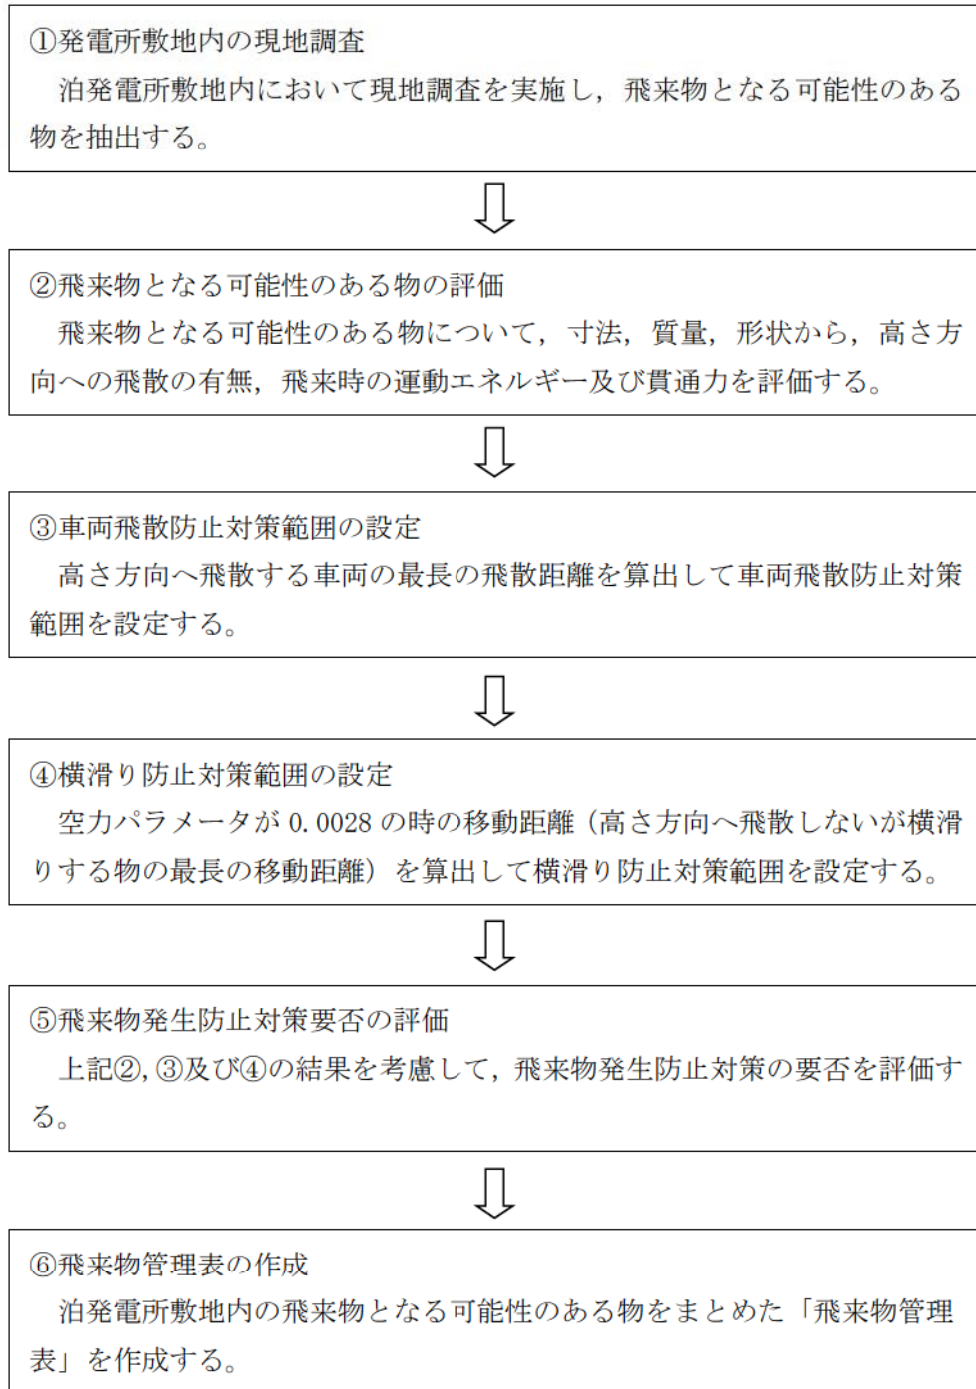 ①発電所敷地内の現地調査
泊発電所敷地内において現地調査を実施し，飛来物となる可能性のある
物を抽出する。
②飛来物となる可能性のある物の評価
飛来物となる可能性のある物について，寸法，質量，形状から，高さ方
向への飛散の有無，飛来時の運動エネルギー及び貫通力を評価する。
③車両飛散防止対策範囲の設定
高さ方向へ飛散する車両の最長の飛散距離を算出して車両飛散防止対策
範囲を設定する。
④横滑り防止対策範囲の設定
空力パラメータが 0.0028 の時の移動距離（高さ方向へ飛散しないが横滑
りする物の最長の移動距離）を算出して横滑り防止対策範囲を設定する。
⑤飛来物発生防止対策要否の評価
上記②，③及び④の結果を考慮して，飛来物発生防止対策の要否を評価す
る。
⑥飛来物管理表の作成
泊発電所敷地内の飛来物となる可能性のある物をまとめた「飛来物管理
表」を作成する。